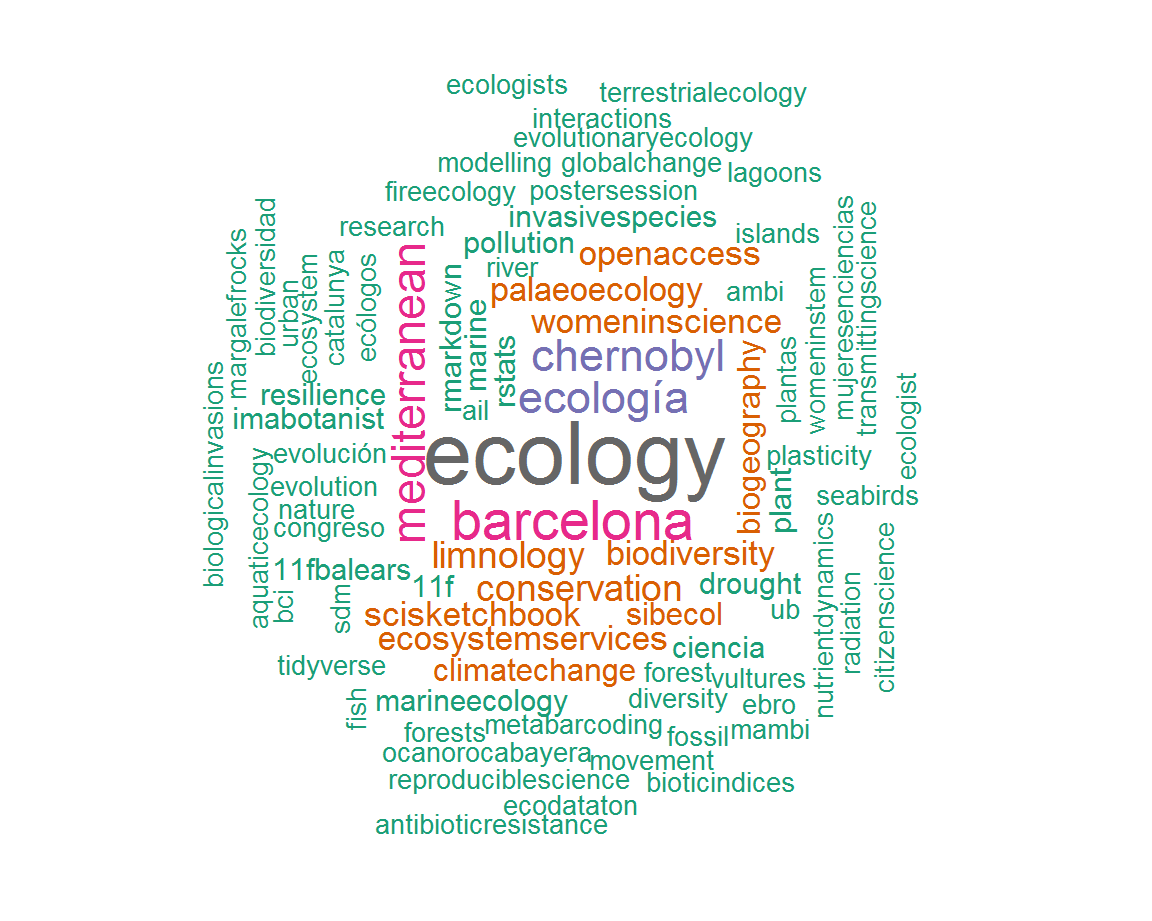 ecologists
terrestrialecology
interactions
evolutionaryecology
modelling
globalchange
lagoons
fireecology
postersession
research
invasivespecies
islands
pollution
openaccess
river
palaeoecology
ambi
womeninscience
chernobyl
ecología
ail
ecology
barcelona
mediterranean
rmarkdown
marine
rstats
margalefrocks
biodiversidad
urban
ecosystem
catalunya
ecólogos
biologicalinvasions
resilience
imabotanist
evolución
evolution
nature
congreso
aquaticecology
bci
sdm
11fbalears
11f
biogeography
plantas
womeninstem
mujeresenciencias
transmittingscience
ecologist
plasticity
plant
seabirds
limnology
biodiversity
conservation
drought
scisketchbook
sibecol
ub
ecosystemservices
ciencia
nutrientdynamics
radiation
citizenscience
tidyverse
climatechange
forest
vultures
fish
marineecology
diversity
ebro
forests
metabarcoding
fossil
mambi
ocanorocabayera
movement
reproduciblescience
bioticindices
ecodataton
antibioticresistance